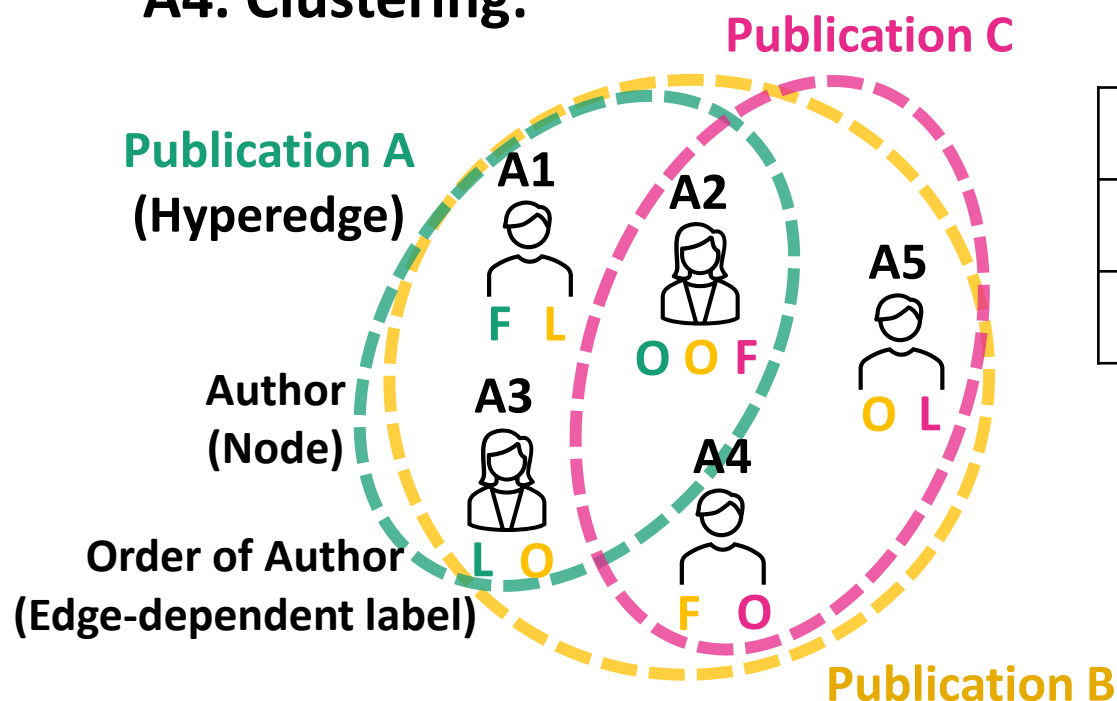 A4. Clustering.
Publication C
Publication A
(Hyperedge)
A1
A2
A5
F L
O O F
Author
(Node)
A3
O L
A4
Order of Author
(Edge-dependent label)
L O
F O
Publication B